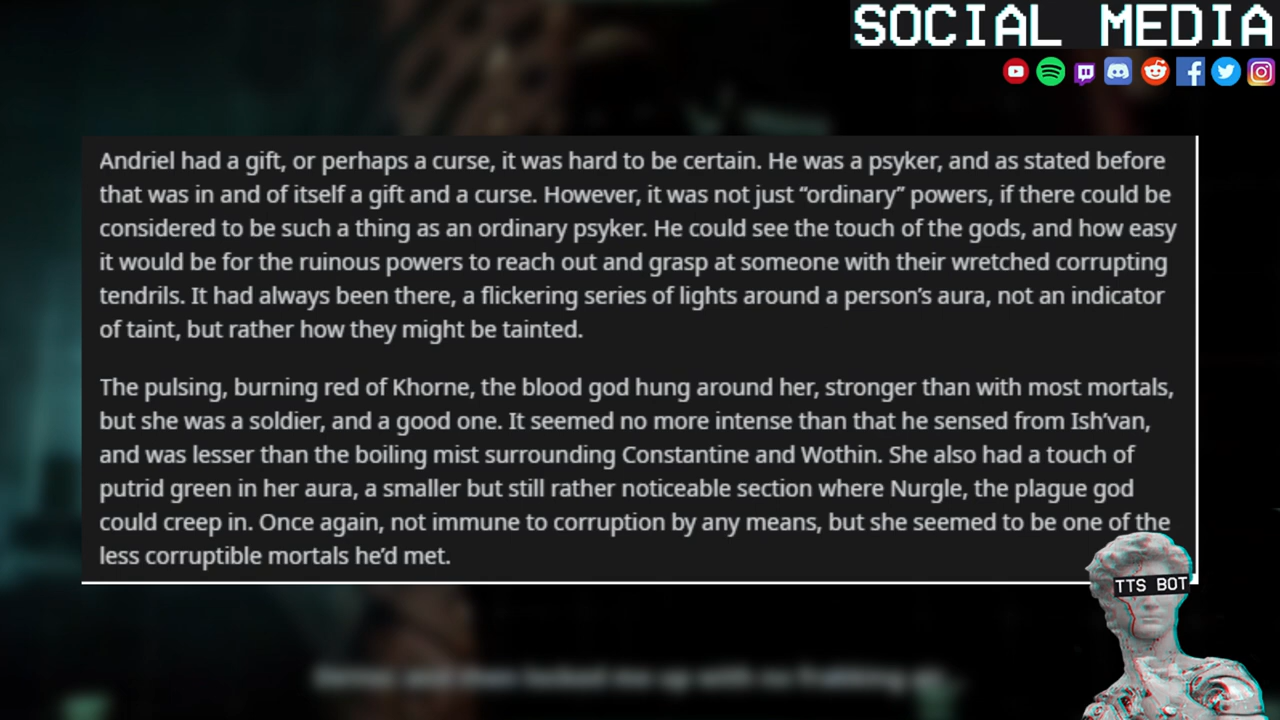 SOCIAL MEDIA
Andriel had a gift, or perhaps a curse, it was hard to be certain. He was a psyker, and as stated before
that was in and of itself a gift and a curse. However, it was not just “ordinary” powers, if there could be
considered to be such a thing as an ordinary psyker. He could see the touch of the gods, and how easy
it would be for the ruinous powers to reach out and grasp at someone with their wretched corrupting
tendrils. It had always been there, a flickering series of lights around a person’s aura, not an indicator
of taint, but rather how they might be tainted.
The pulsing, burning red of Khorne, the blood god hung around her, stronger than with most mortals,
but she was a soldier, and a good one. It seemed no more intense than that he sensed from Ish’van,
and was lesser than the boiling mist surrounding Constantine and Wothin. She also had a touch of
putrid green in her aura, a smaller but still rather noticeable section where Nurgle, the plague god
could creep in. Once again, not immune to corruption by any means, but she seemed to be one of the
less corruptible mortals he’d met.
TTS BOT